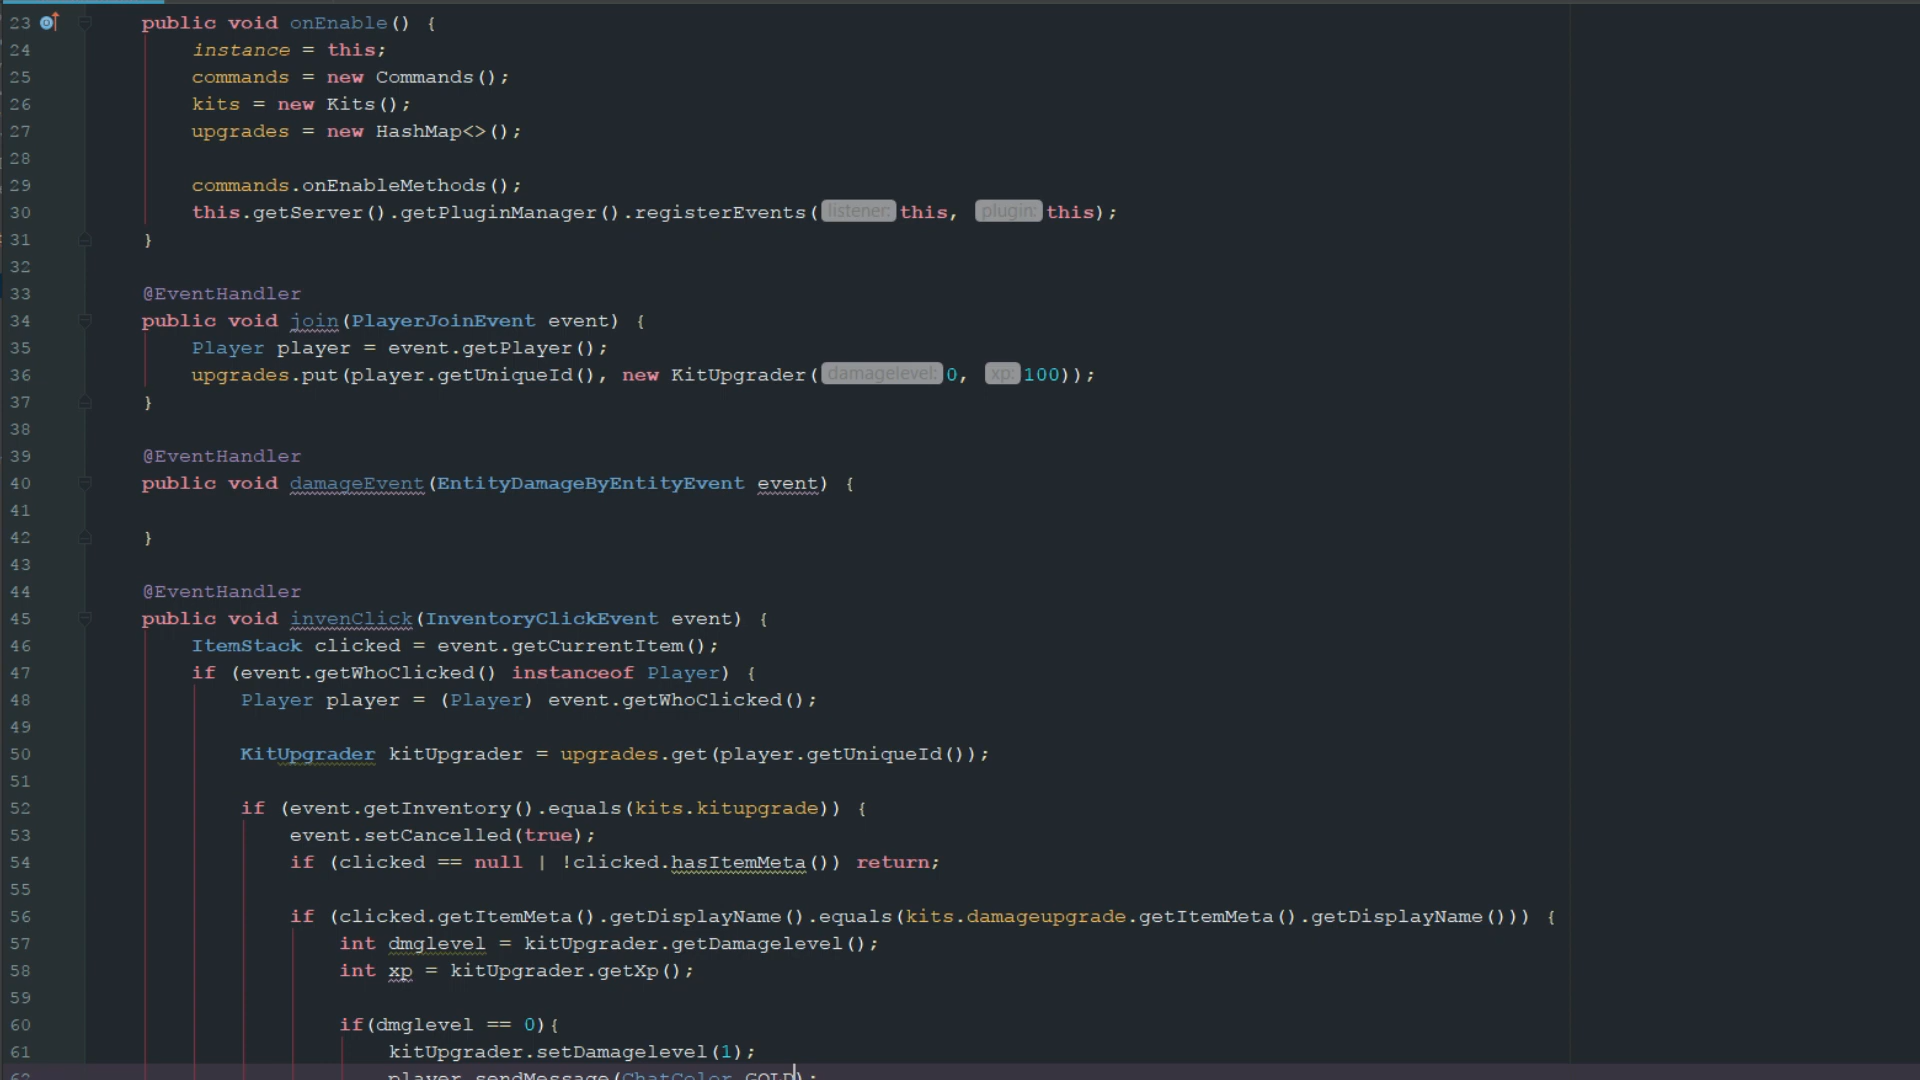 23 public void onEnable() {
24 instance = this;
25 commands = new Commands();
26 kits = new Kits();
27 upgrades = new HashMap<>();
28
29 commands.onEnableMethods();
30 this.getServer().getPluginManager().registerEvents( listener: this, plugin: this);
31 }
32
33 @EventHandler
34 public void join(PlayerJoinEvent event) {
35 Player player = event.getPlayer();
36 upgrades.put(player.getUniqueId(), new KitUpgrader( damagelevel: 0, xp: 100));
37 }
38
39 @EventHandler
40 public void damageEvent(EntityDamageByEntityEvent event) {
41
42 }
43
44 @EventHandler
45 public void invenClick(InventoryClickEvent event) {
46 ItemStack clicked = event.getCurrentItem();
47 if (event.getWhoClicked() instanceof Player) {
48 Player player = (Player) event.getWhoClicked();
49
50 KitUpgrader kitUpgrader = upgrades.get(player.getUniqueId());
51
52 if (event.getInventory().equals(kits.kitupgrade)) {
53 event.setCancelled(true);
54 if (clicked == null | !clicked.hasItemMeta()) return;
55
56 if (clicked.getItemMeta().getDisplayName().equals(kits.damageupgrade.getItemMeta().getDisplayName())) {
57 int dmglevel = kitUpgrader.getDamagelevel();
58 int xp = kitUpgrader.getXp();
59
60 if(dmglevel == 0){
61 kitUpgrader.setDamagelevel(1);
62 player.sendMessage(ChatColor.GOLD);